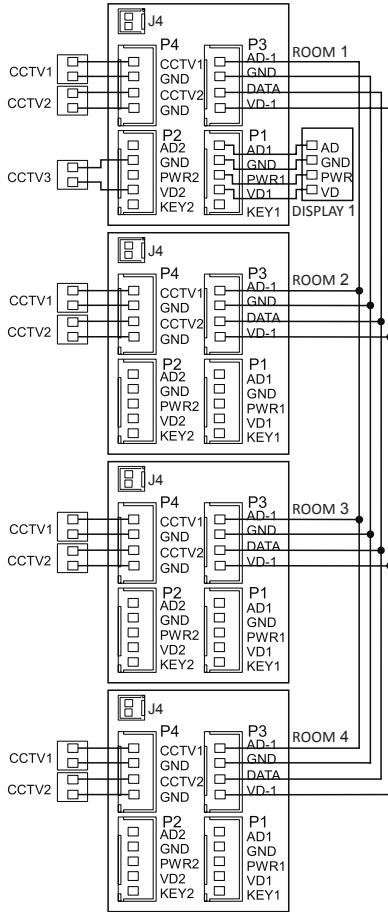 J4
P4
P3
ROOM 1
CCTV1
CCTV1
AD-1
GND
GND
CCTV2
CCTV2
DATA
GND
VD-1
P2
P1
AD2
AD1
AD
CCTV3
GND
GND
GND
PWR2
PWR1
PWR
VD2
VD1
VD
KEY2
KEY1
DISPLAY 1
J4
P4
P3
ROOM 2
CCTV1
CCTV1
AD-1
GND
GND
CCTV2
CCTV2
DATA
GND
VD-1
P2
P1
AD2
AD1
GND
GND
PWR2
PWR1
VD2
VD1
KEY2
KEY1
J4
P4
P3
ROOM 3
CCTV1
CCTV1
AD-1
GND
GND
CCTV2
CCTV2
DATA
GND
VD-1
P2
P1
AD2
AD1
GND
GND
PWR2
PWR1
VD2
VD1
KEY2
KEY1
J4
P4
P3
ROOM 4
CCTV1
CCTV1
AD-1
GND
GND
CCTV2
CCTV2
DATA
GND
VD-1
P2
P1
AD2
AD1
GND
GND
PWR2
PWR1
VD2
VD1
KEY2
KEY1